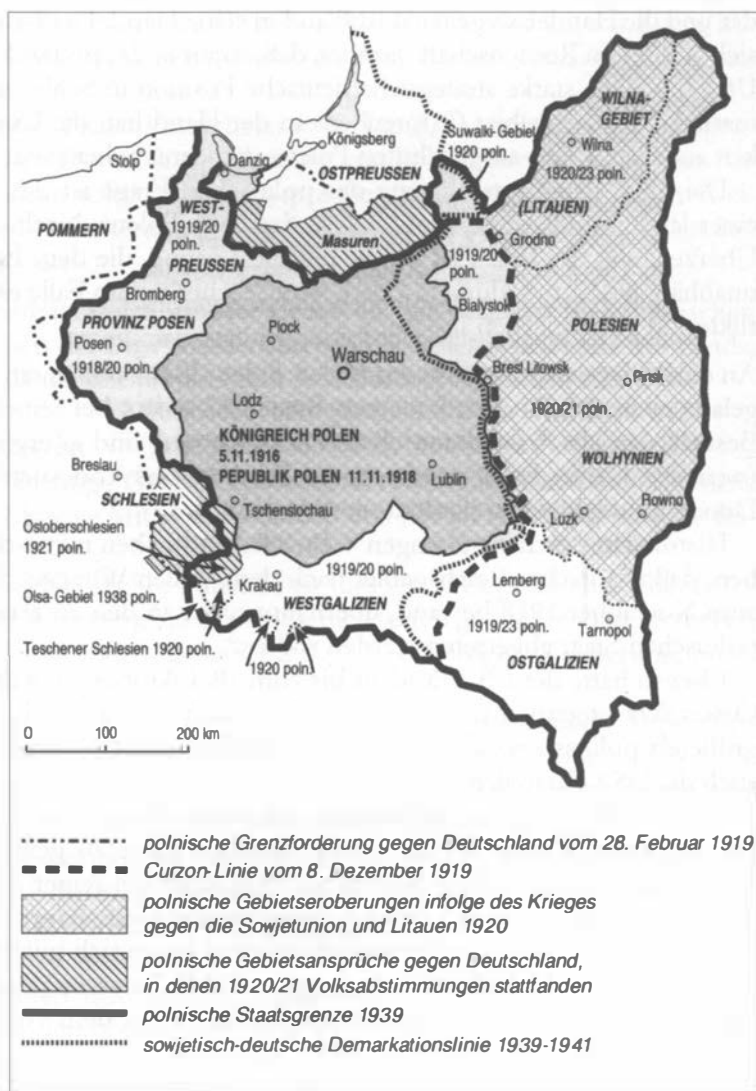 WILNA-
GEBIET
Königsberg
Suwalki-Gebiet
1920 poln.
Wilna
Stolp
Danzig
OSTPREUSSEN
1920/23 poln.
WEST-
1919/20
poln.
(LITAUEN)
POMMERN
Masuren
Grodno
PREUSSEN
1919/20
poln.
Bromberg
Bialystok
PROVINZ POSEN
Plock
POLESIEN
Posen
1918/20 poln.
Warschau
Brest Litowsk
Pinsk
Lodz
1920/21 poln.
KÖNIGREICH POLEN
5.11.1916
PEPUBLIK POLEN 11.11.1918
WOLHYNIEN
Breslau
Lublin
SCHLESIEN
Tschenstochau
Luzk
Rowno
Ostoberschlesien
1921 poln.
1919/20 poln.
Olsa-Gebiet 1938 poln.
Krakau
Lemberg
WESTGALIZIEN
1919/23 poln.
Tarnopol
Teschener Schlesien 1920 poln.
1920 poln.
OSTGALIZIEN
0 100 200 km
polnische Grenzforderung gegen Deutschland vom 28. Februar 1919
Curzon-Linie vom 8. Dezember 1919
polnische Gebietseroberungen infolge des Krieges
gegen die Sowjetunion und Litauen 1920
polnische Gebietsansprüche gegen Deutschland,
in denen 1920/21 Volksabstimmungen stattfanden
polnische Staatsgrenze 1939
sowjetisch-deutsche Demarkationslinie 1939-1941